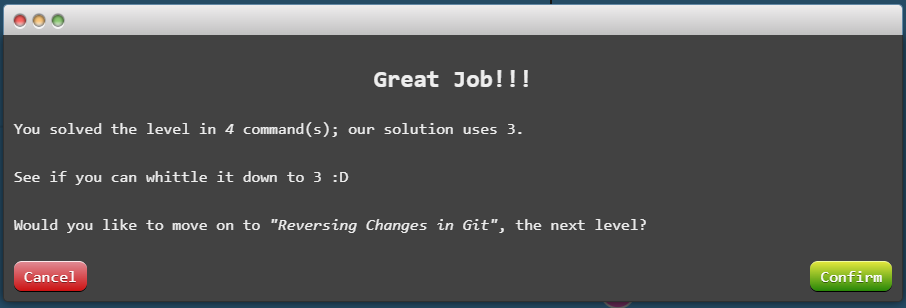 Great Job!!!
You solved the level in 4 command(s); our solution uses 3.
See if you can whittle it down to 3 :D
Would you like to move on to "Reversing Changes in Git", the next level?
Cancel
Confirm